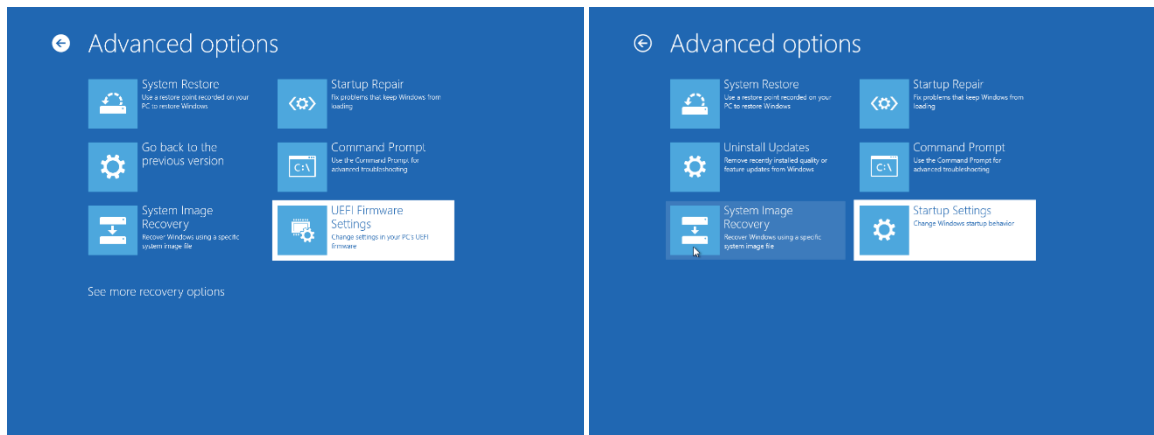 Advanced options
System Restore
Use a restore point recorded on your
PC to restore Windows
Startup Repair
Fix problems that keep Windows from
loading
Go back to the
previous version
Command Prompt
Use the Command Prompt for
advanced troubleshooting
C:\
System Image
Recovery
Recover Windows using a specific
system image file
UEFI Firmware
Settings
Change settings in your PC's UEFI
firmware
See more recovery options
Advanced options
System Restore
Use a restore point recorded on your
PC to restore Windows
Startup Repair
Fix problems that keep Windows from
loading
Uninstall Updates
Remove recently installed quality or
feature updates from Windows
Command Prompt
Use the Command Prompt for
advanced troubleshooting
C:\
System Image
Recovery
Recover Windows using a specific
system image file
Startup Settings
Change Windows startup behavior